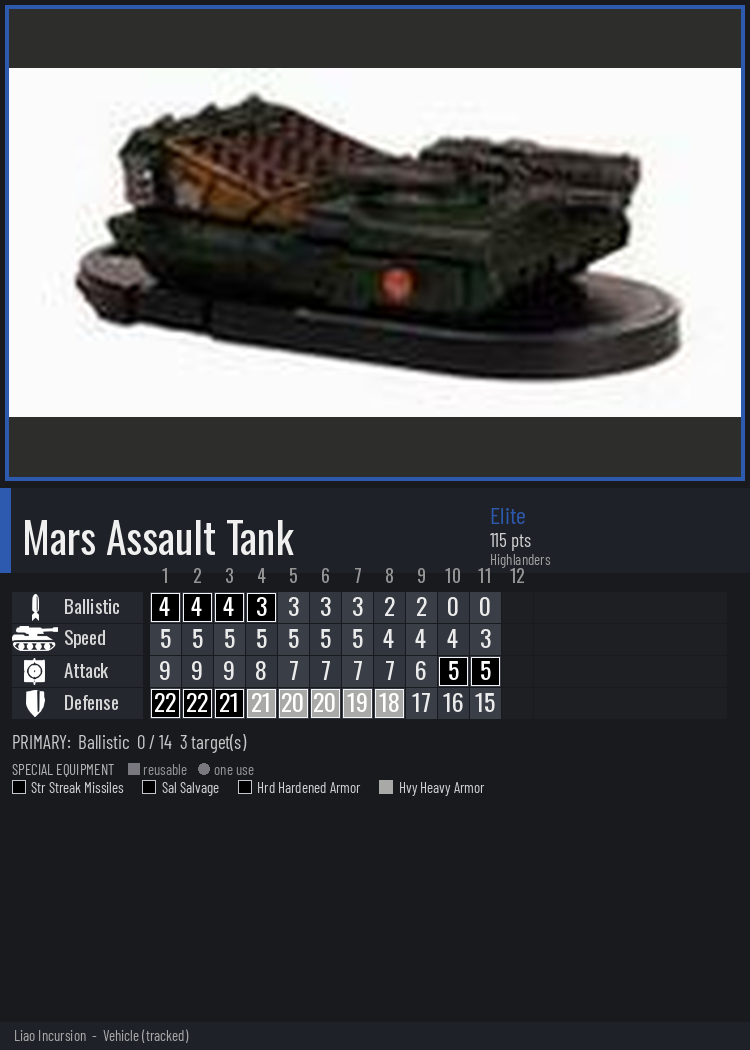 Mars Assault Tank
Elite
115 pts
Highlanders
1 2 3 4 5 6 7 8 9 10 11 12
Ballistic 4 4 4 3 3 3 3 2 2 0 0
Speed 5 5 5 5 5 5 5 4 4 4 3
Attack 9 9 9 8 7 7 7 7 6 5 5
Defense 22 22 21 21 20 20 19 18 17 16 15
PRIMARY: Ballistic 0 / 14 3 target(s)
SPECIAL EQUIPMENT reusable one use
Str Streak Missiles Sal Salvage Hrd Hardened Armor Hvy Heavy Armor
Liao Incursion - Vehicle (tracked)